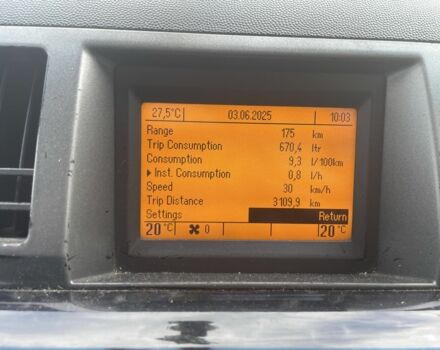 27,5°C 03.06.2025 10:03
Range 175 km
Trip Consumption 670,4 ltr
Consumption 9,3 l/100km
Inst. Consumption 0,8 l/h
Speed 30 km/h
Trip Distance 3109,9 km
Settings Return
20°C 0 20°C